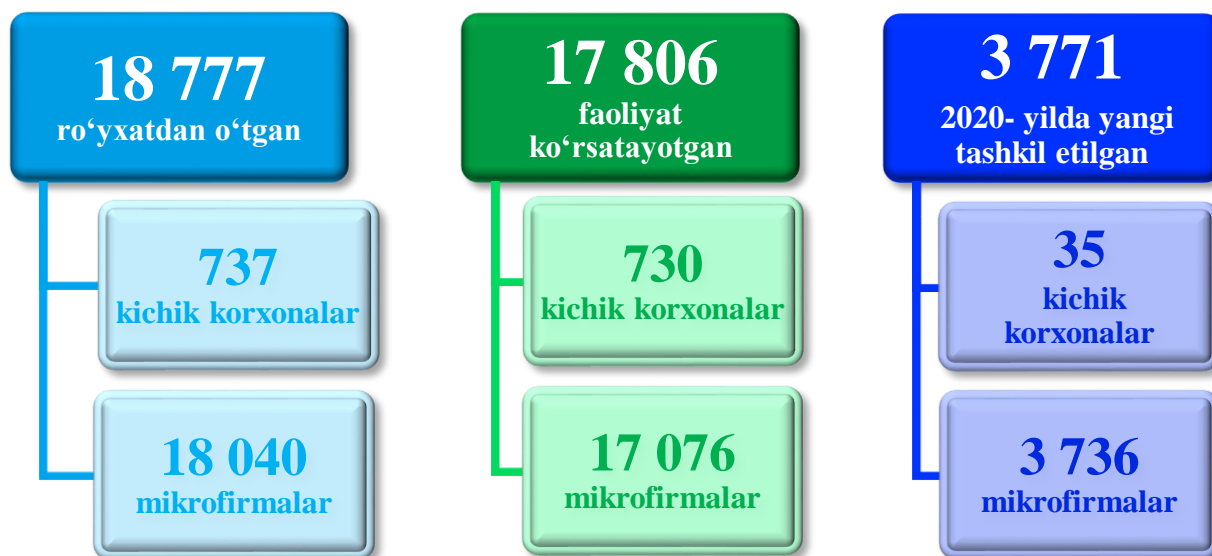 18 777
ro‘yxatdan o‘tgan
737
kichik korxonalar
18 040
mikrofirmalar
17 806
faoliyat
ko‘rsatayotgan
730
kichik korxonalar
17 076
mikrofirmalar
3 771
2020- yilda yangi
tashkil etilgan
35
kichik
korxonalar
3 736
mikrofirmalar